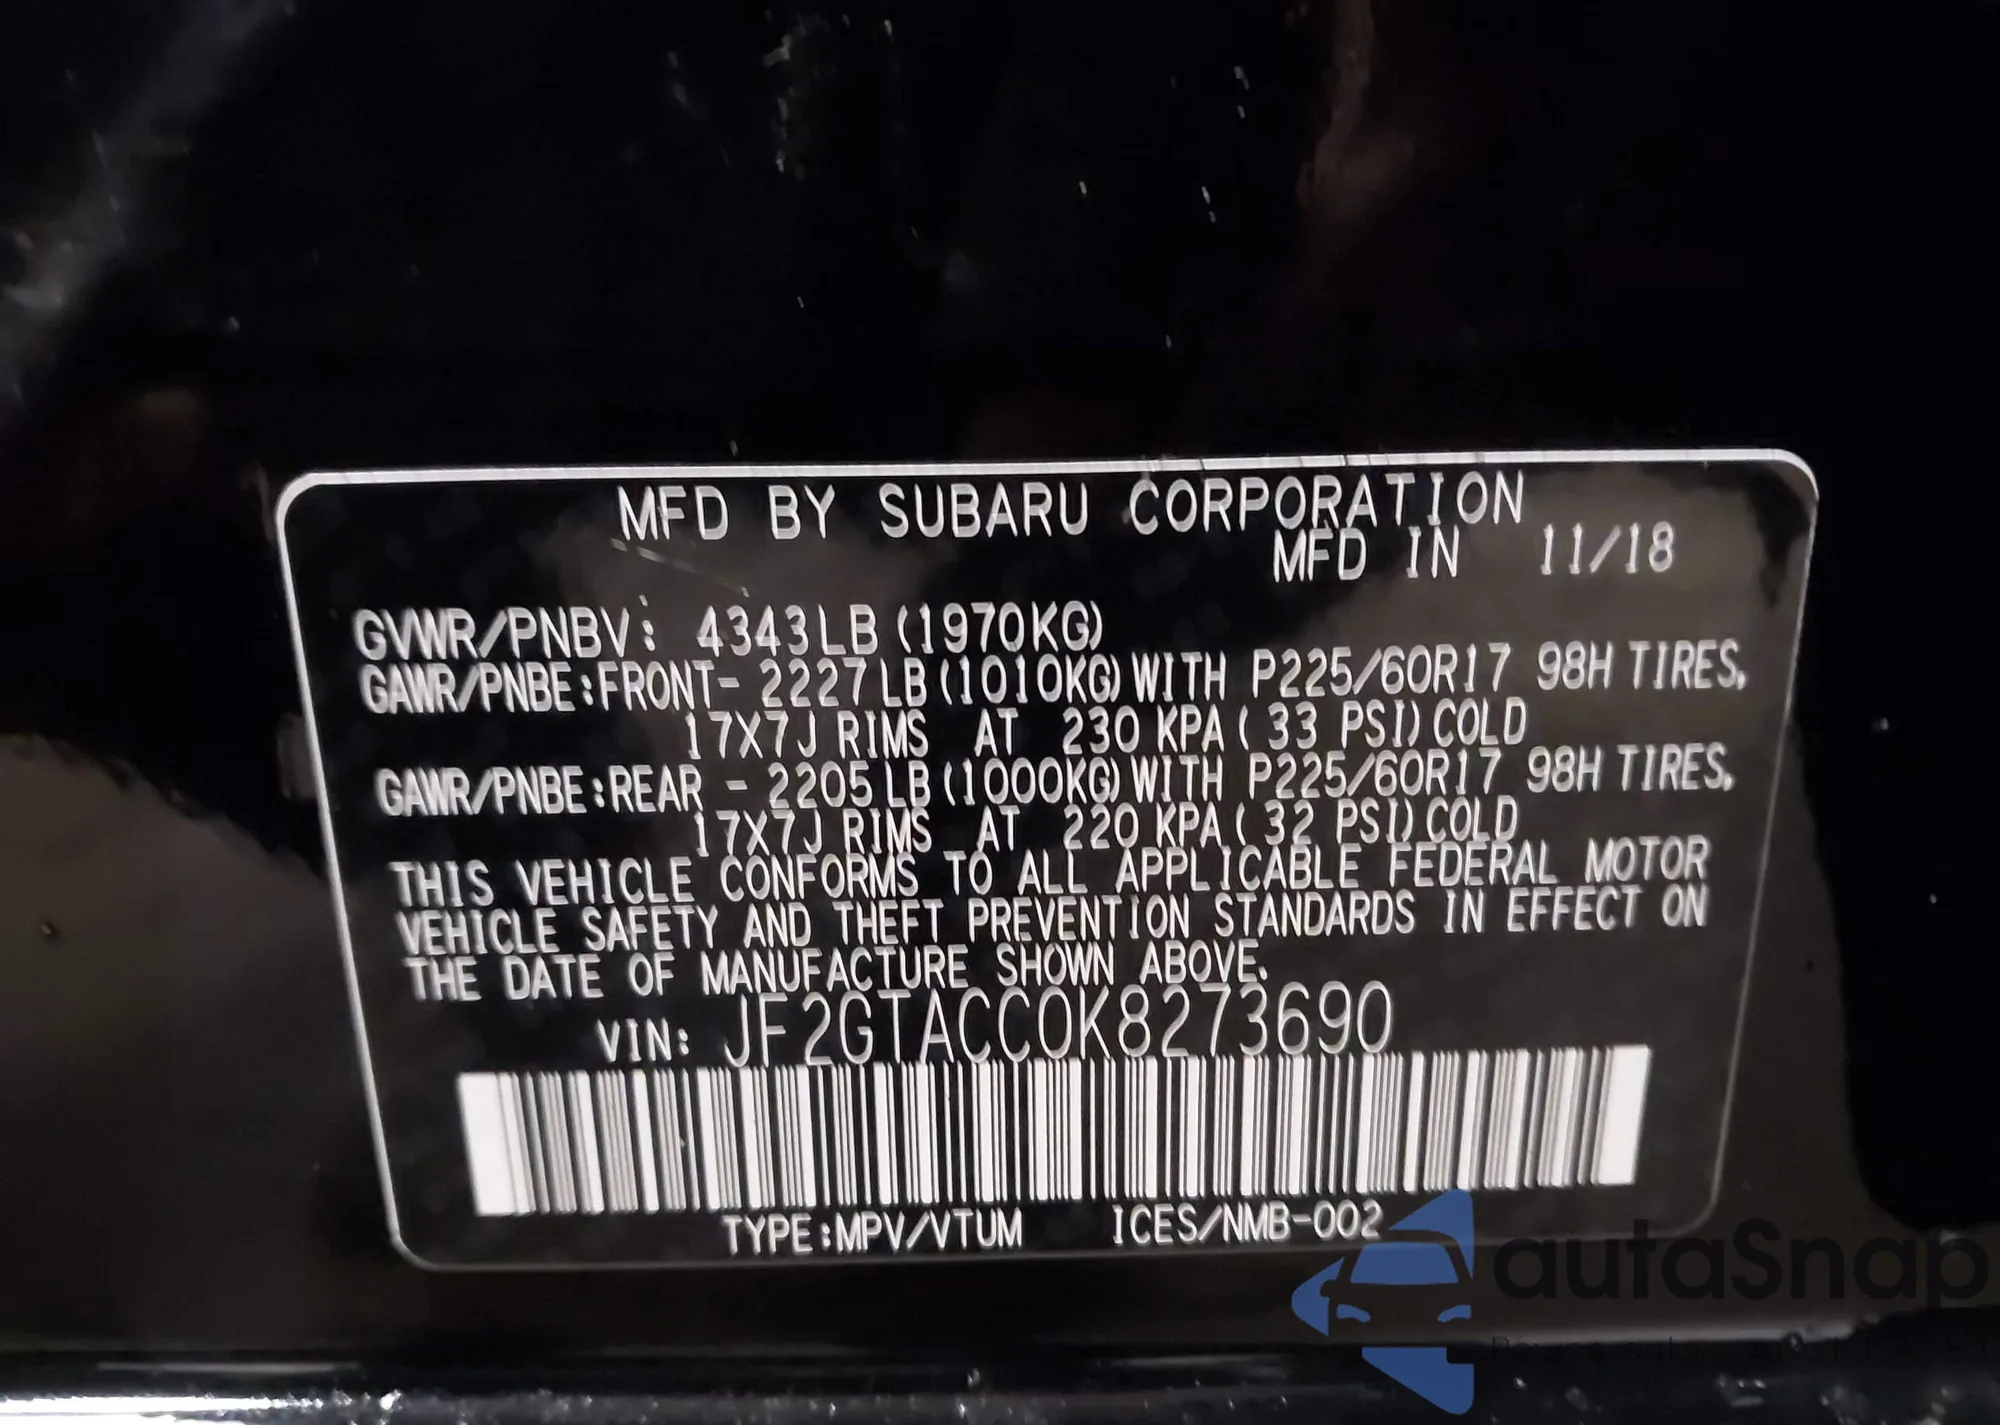 MFD BY SUBARU CORPORATION
MFD IN 11/18
GVWR/PNBV: 4343LB (1970KG)
GAWR/PNBE:FRONT- 2227LB (1010KG) WITH P225/60R17 98H TIRES,
17X7J RIMS AT 230 KPA ( 33 PSI) COLD
GAWR/PNBE:REAR - 2205LB (1000KG) WITH P225/60R17 98H TIRES,
17X7J RIMS AT 220 KPA ( 32 PSI) COLD
THIS VEHICLE CONFORMS TO ALL APPLICABLE FEDERAL MOTOR
VEHICLE SAFETY AND THEFT PREVENTION STANDARDS IN EFFECT ON
THE DATE OF MANUFACTURE SHOWN ABOVE.
VIN: JF2GTACC0K8273690
TYPE:MPV/VTUM ICES/NMB-002
autaSnap